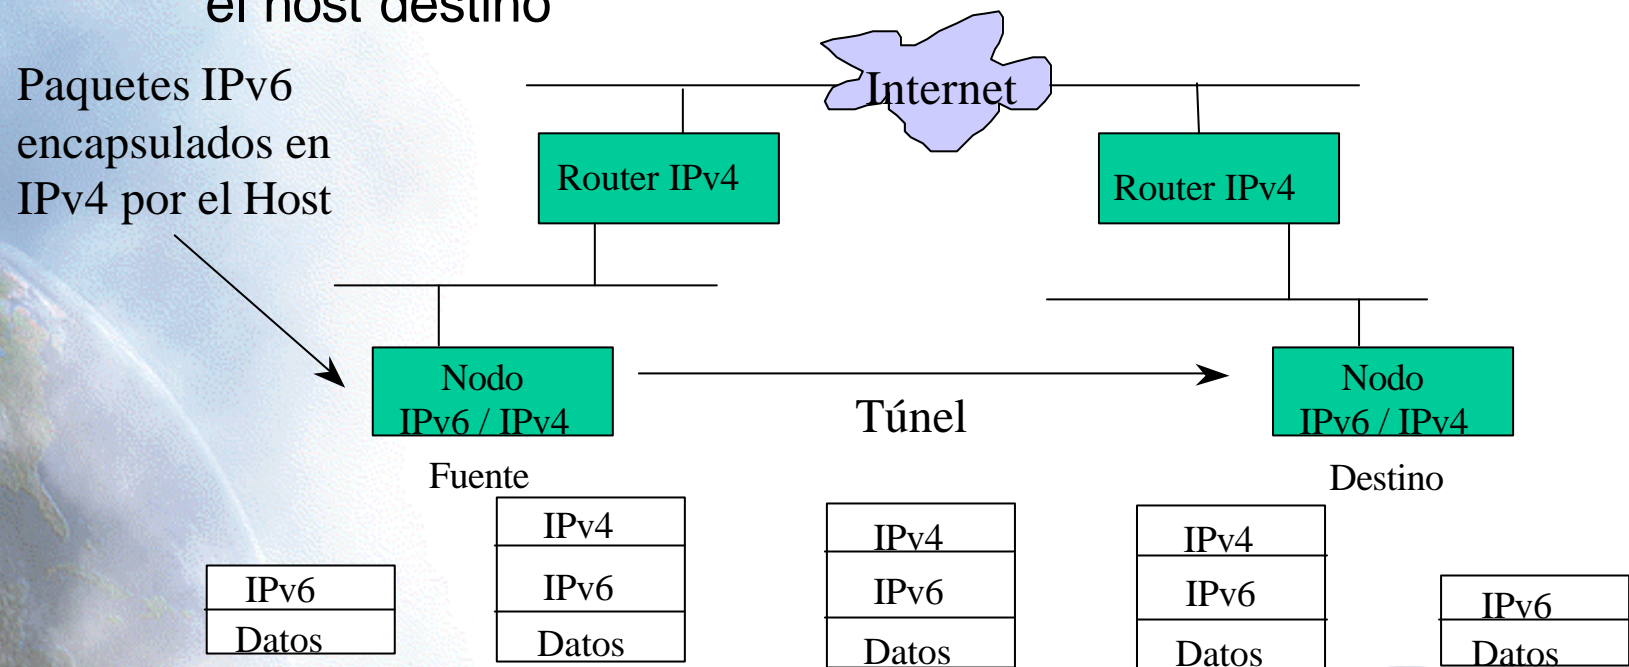 el host destino
Paquetes IPv6
encapsulados en
IPv4 por el Host
Internet
Router IPv4
Router IPv4
Nodo
IPv6 / IPv4
Túnel
Nodo
IPv6 / IPv4
Fuente
Destino
IPv6
Datos
IPv4
IPv6
Datos
IPv4
IPv6
Datos
IPv4
IPv6
Datos
IPv6
Datos